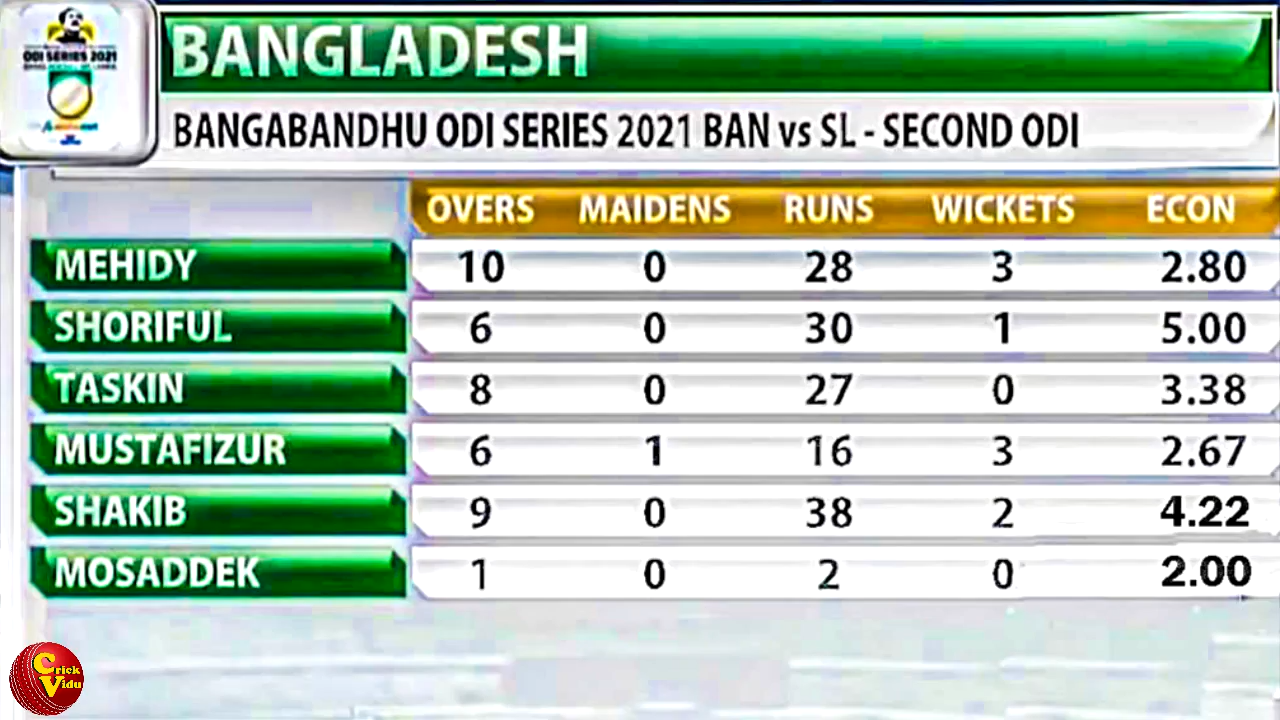 ODI SERIES 2021
BANGLADESH
BANGABANDHU ODI SERIES 2021 BAN vs SL - SECOND ODI
OVERS MAIDENS RUNS WICKETS ECON
MEHIDY 10 0 28 3 2.80
SHORIFUL 6 0 30 1 5.00
TASKIN 8 0 27 0 3.38
MUSTAFIZUR 6 1 16 3 2.67
SHAKIB 9 0 38 2 4.22
MOSADDEK 1 0 2 0 2.00
Crick
Vidu